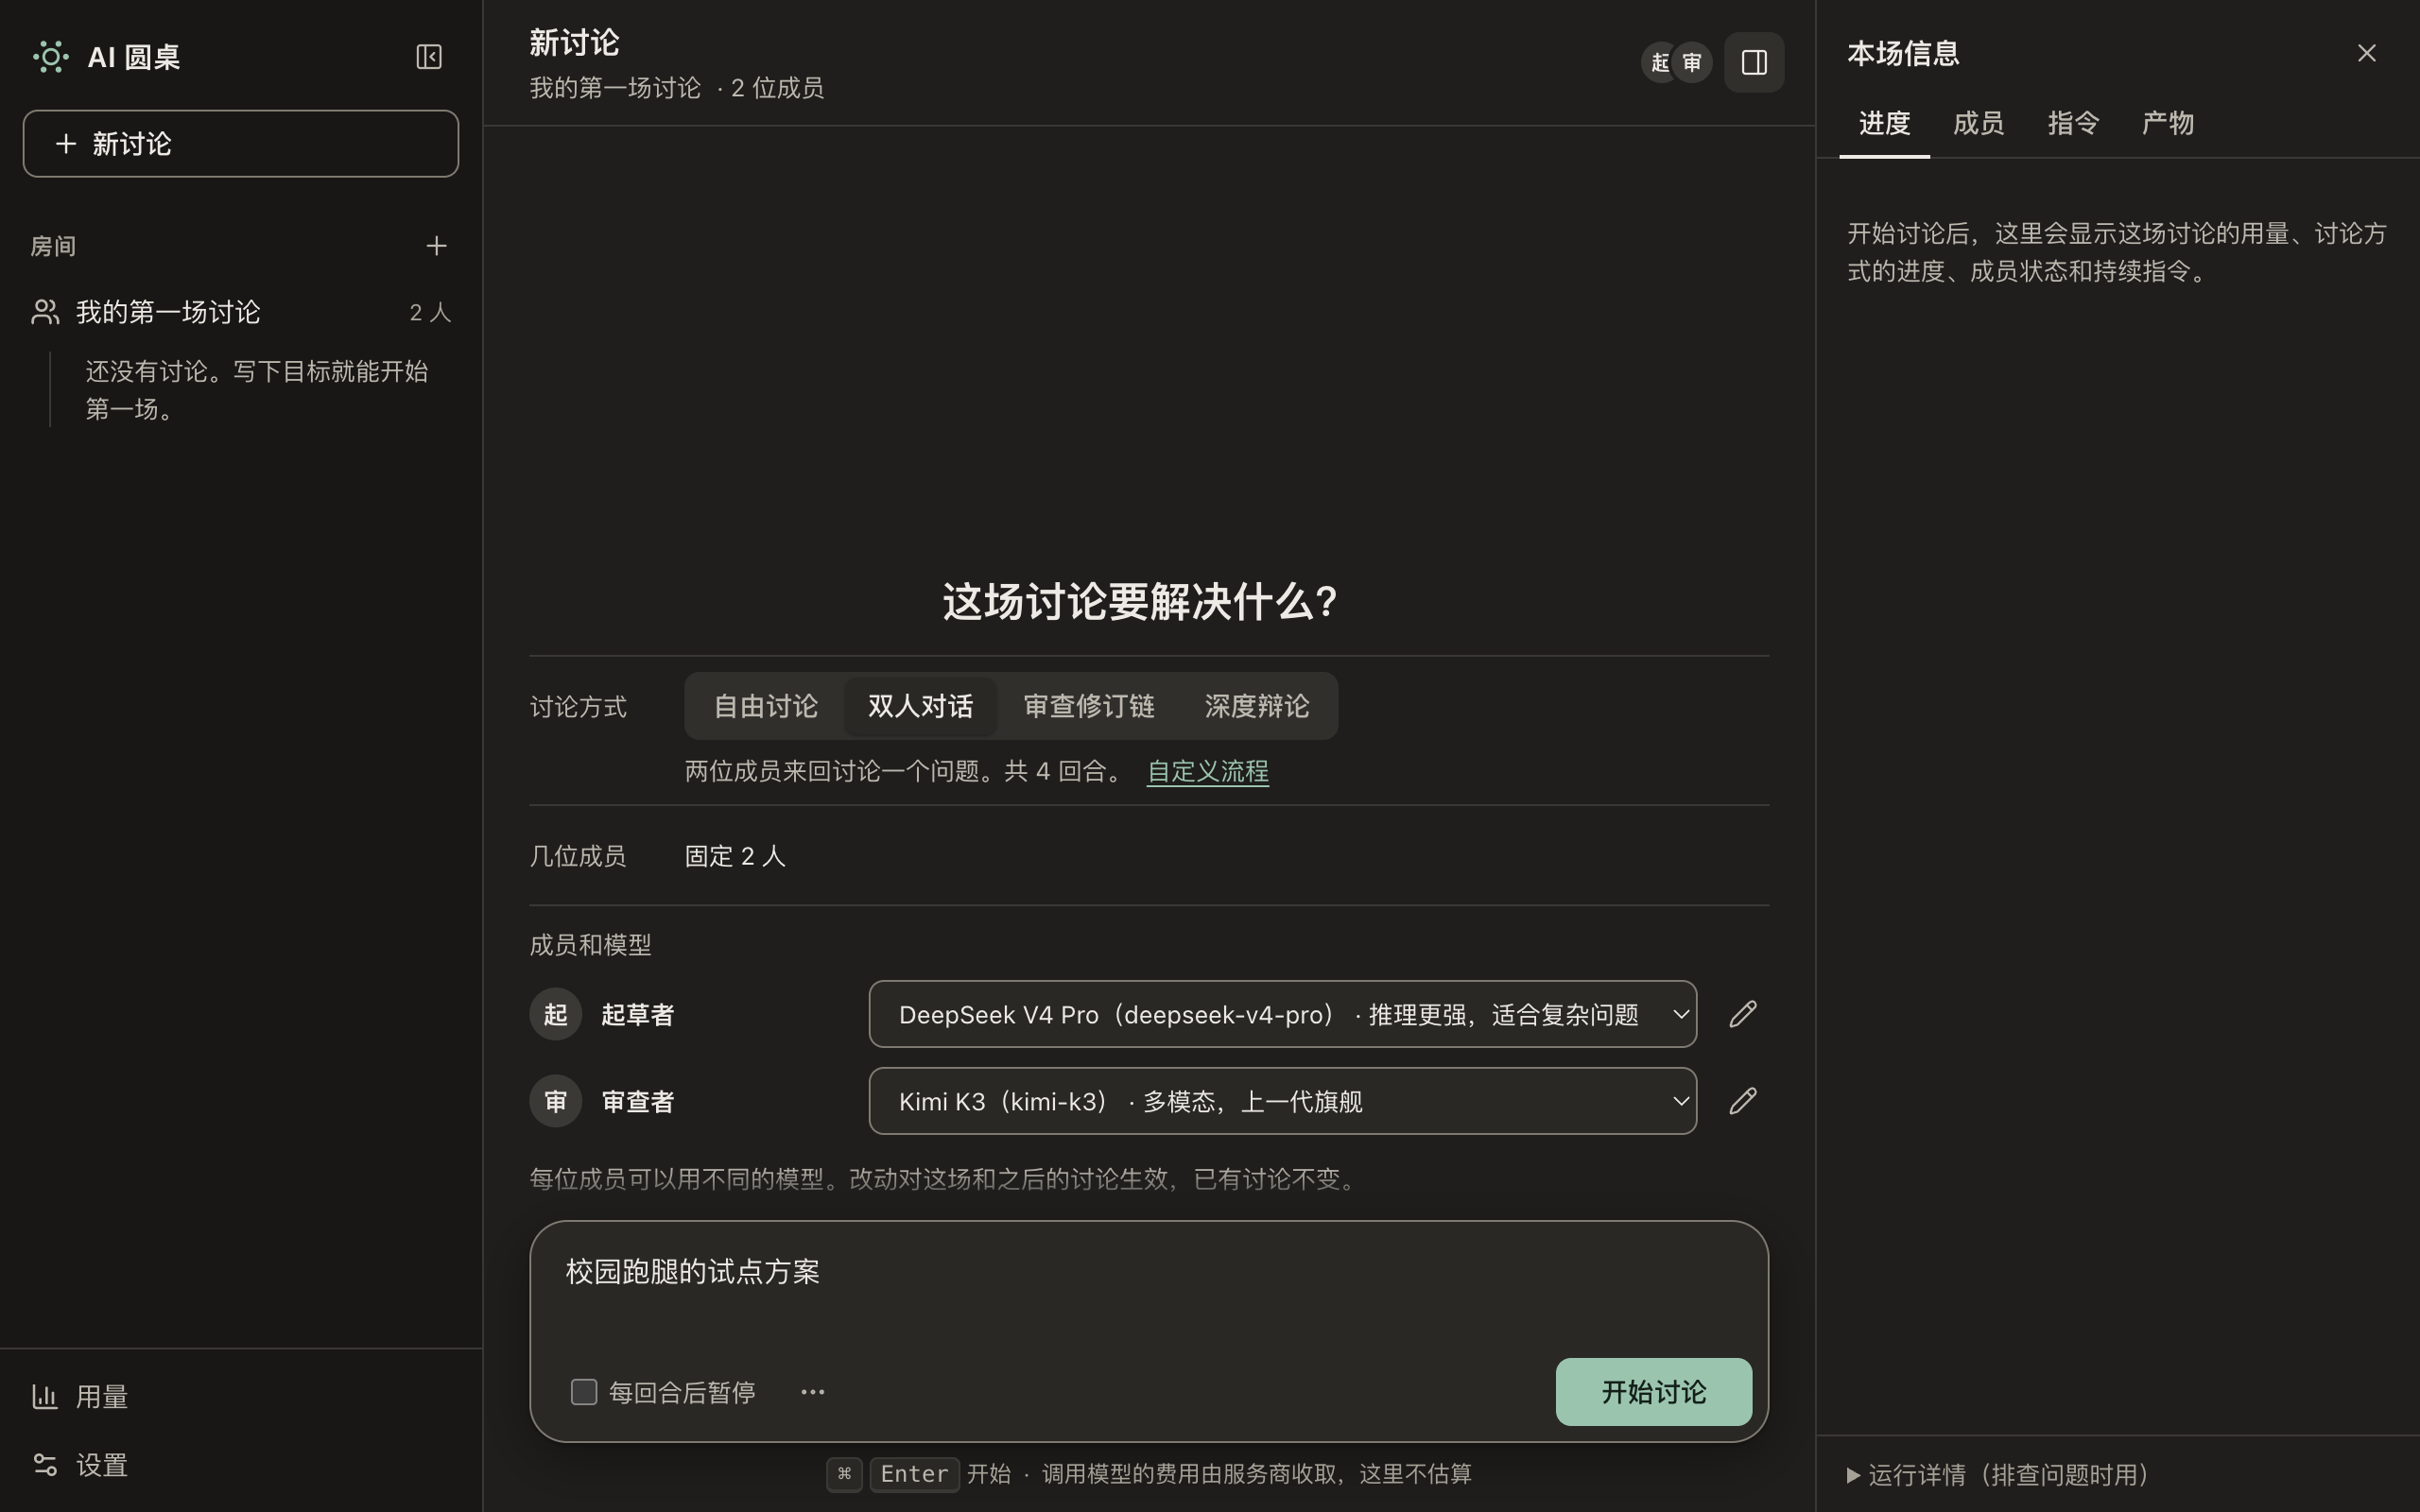 AI 圆桌
新讨论
房间
我的第一场讨论
2 人
还没有讨论。写下目标就能开始
第一场。
用量
设置
新讨论
我的第一场讨论 · 2 位成员
起 审
这场讨论要解决什么？
讨论方式
自由讨论 双人对话 审查修订链 深度辩论
两位成员来回讨论一个问题。共 4 回合。 自定义流程
几位成员 固定 2 人
成员和模型
起 起草者 DeepSeek V4 Pro（deepseek-v4-pro） · 推理更强，适合复杂问题
审 审查者 Kimi K3（kimi-k3） · 多模态，上一代旗舰
每位成员可以用不同的模型。改动对这场和之后的讨论生效，已有讨论不变。
校园跑腿的试点方案
每回合后暂停 ··· 开始讨论
⌘ Enter 开始 · 调用模型的费用由服务商收取，这里不估算
本场信息
进度 成员 指令 产物
开始讨论后，这里会显示这场讨论的用量、讨论方
式的进度、成员状态和持续指令。
运行详情（排查问题时用）